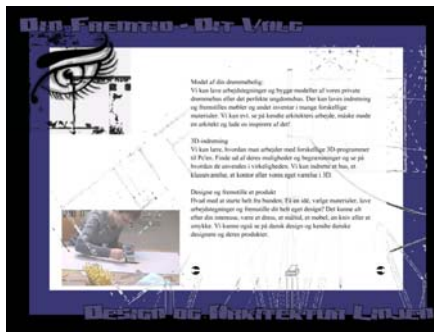 Din Fremtid - Dit Valg
Model af din drømmebolig:
Vi kan lave arbejdstegninger og bygge modeller af vores private
drømmehus eller det perfekte ungdomshus. Der kan laves indretning
og fremstilles møbler og andet inventar i mange forskellige
materialer. Vi kan evt. se på kendte arkitekters arbejde, måske møde
en arkitekt og lade os inspirere af det!
3D-indretning
Vi kan lære, hvordan man arbejder med forskellige 3D-programmer
til Pc'ere. Finde ud af deres muligheder og begrænsninger og se på
hvordan de anvendes i virkeligheden. Vi kan indrette et hus, et
klasseværelse, et kontor eller vores eget værelse i 3D.
Designe og fremstille et produkt
Hvad med at starte helt fra bunden. Få en idé, vælge materialer, lave
arbejdstegninger og fremstille dit helt eget design? Det kunne alt
efter din interesse, være et dress, et måltid, et møbel, en kniv eller et
smykke. Vi kunne også se på dansk design og kendte danske
designere og deres produkter.
Design og Arkitektur Linjen